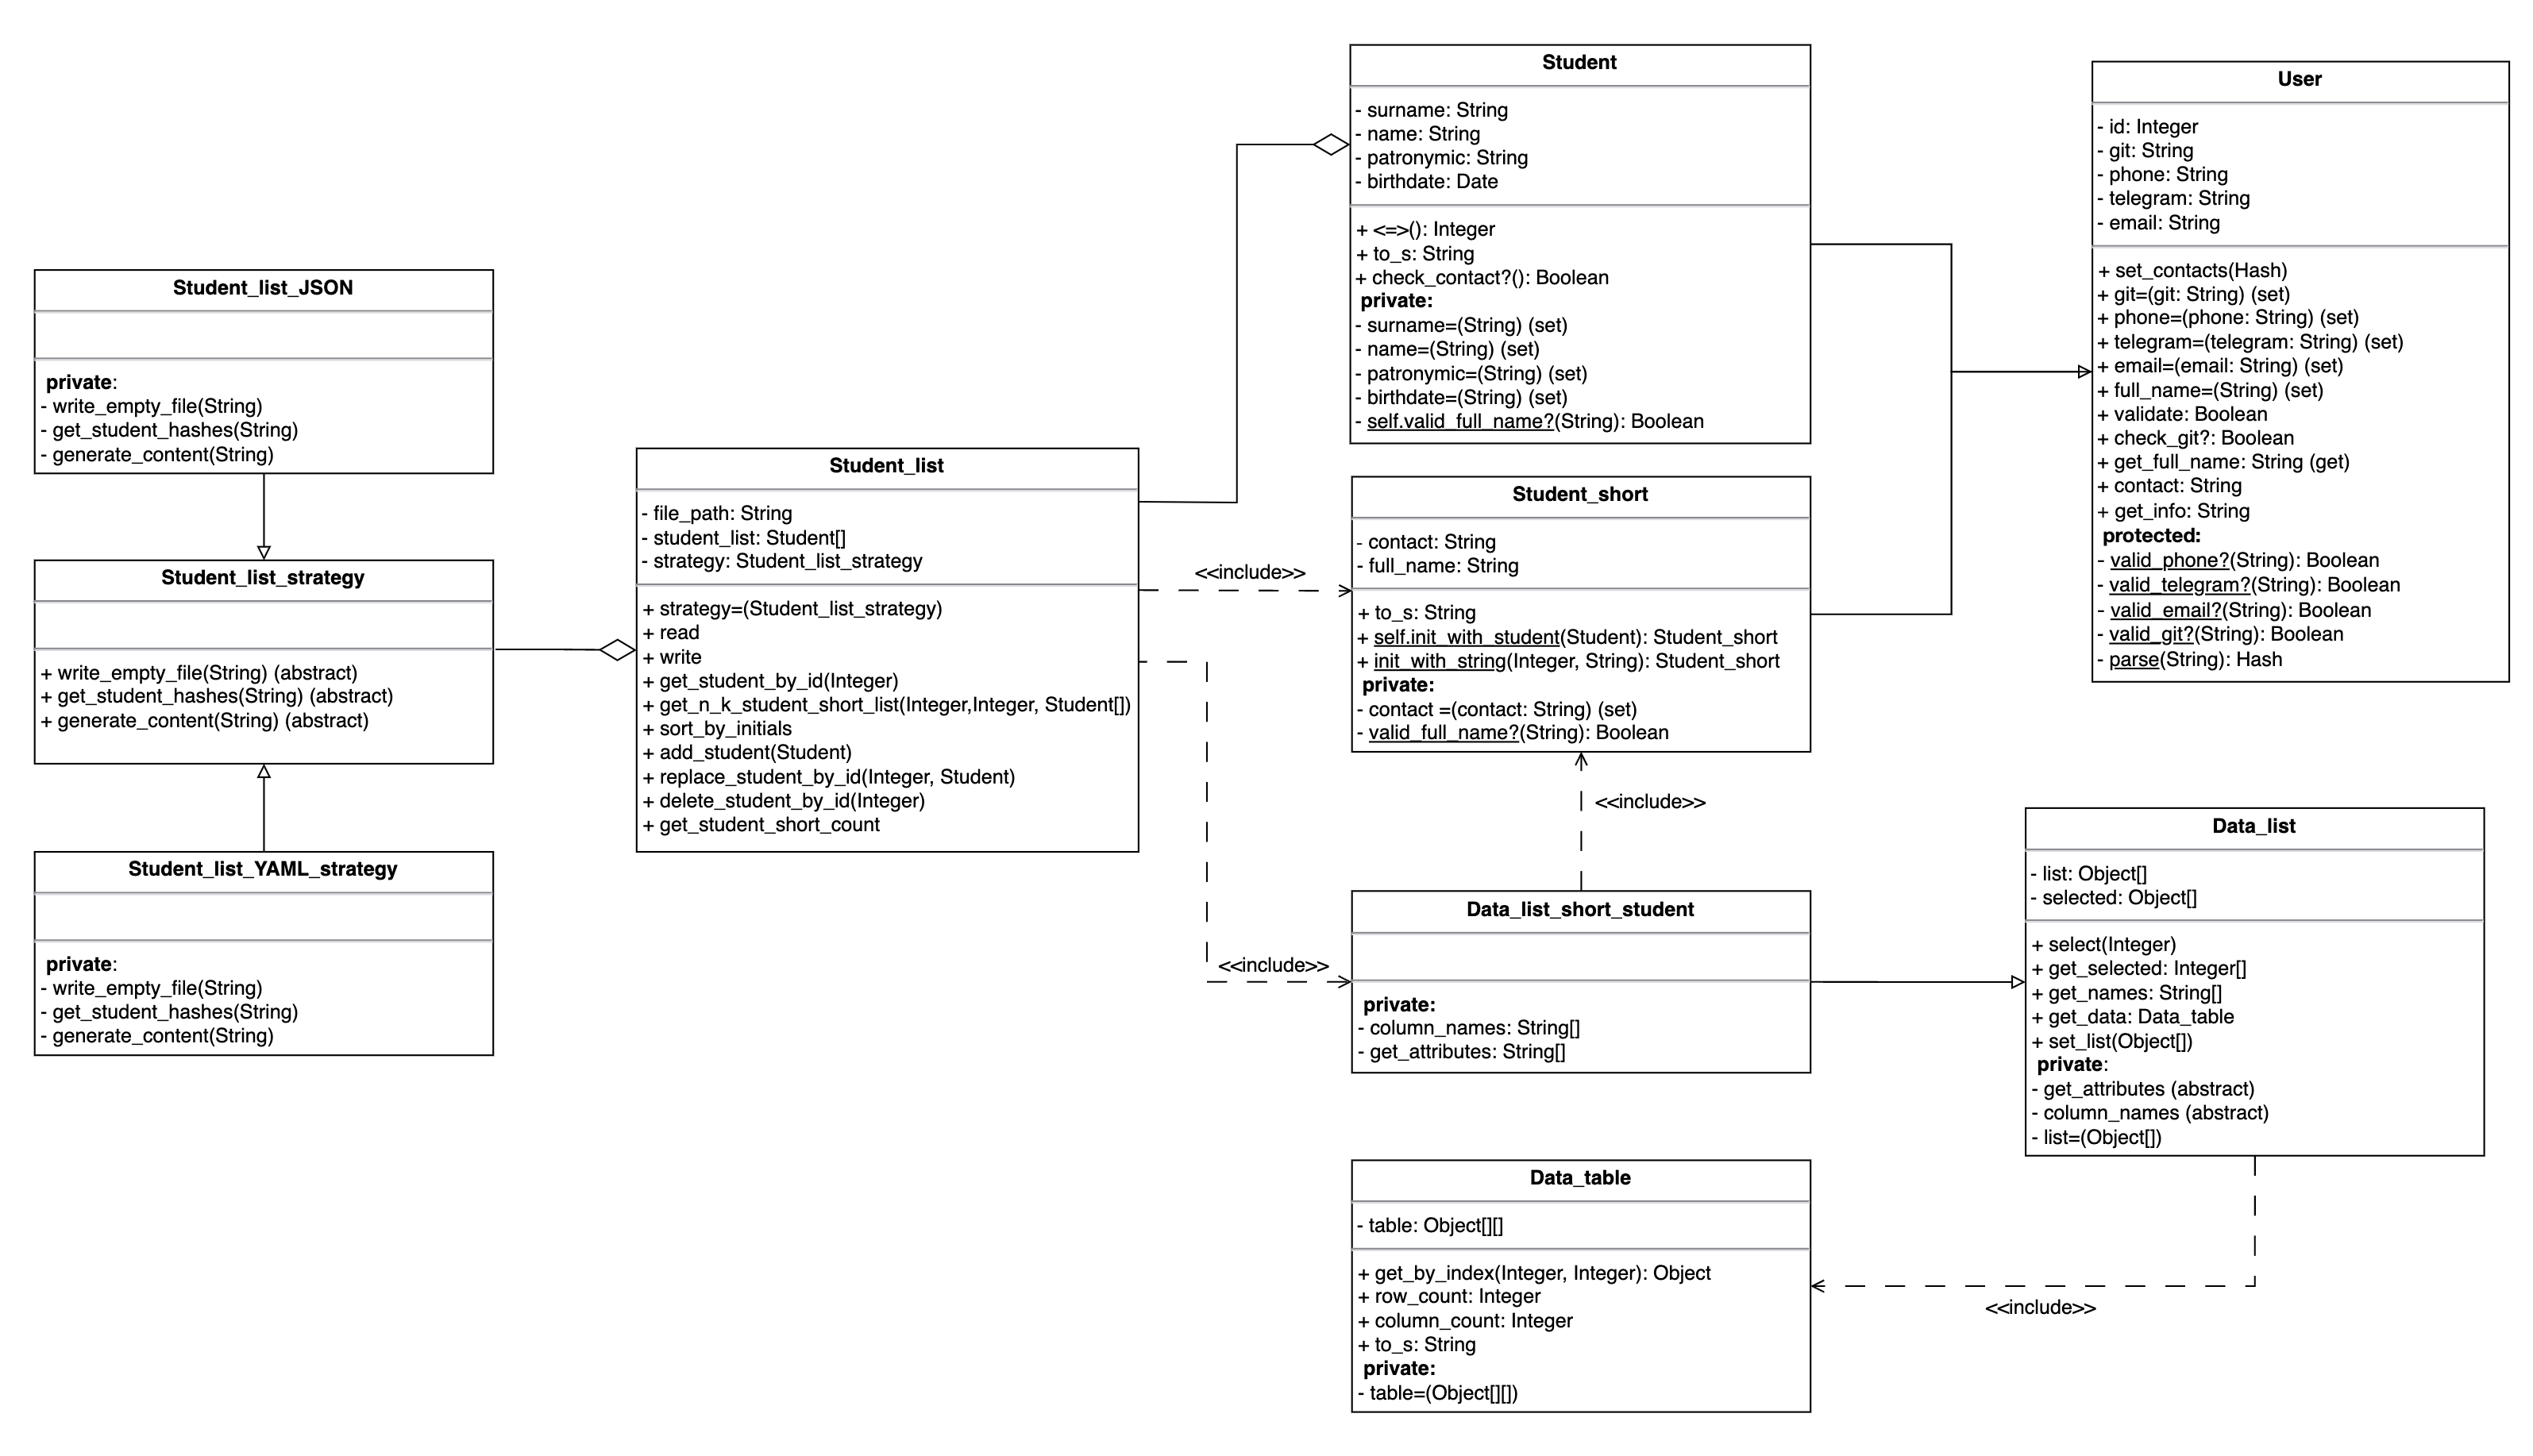 Student
- surname: String
- name: String
- patronymic: String
- birthdate: Date
+ <=>(): Integer
+ to_s: String
+ check_contact?(): Boolean
private:
- surname=(String) (set)
- name=(String) (set)
- patronymic=(String) (set)
- birthdate=(String) (set)
- self.valid_full_name?(String): Boolean
User
- id: Integer
- git: String
- phone: String
- telegram: String
- email: String
+ set_contacts(Hash)
+ git=(git: String) (set)
+ phone=(phone: String) (set)
+ telegram=(telegram: String) (set)
+ email=(email: String) (set)
+ full_name=(String) (set)
+ validate: Boolean
+ check_git?: Boolean
+ get_full_name: String (get)
+ contact: String
+ get_info: String
protected:
- valid_phone?(String): Boolean
- valid_telegram?(String): Boolean
- valid_email?(String): Boolean
- valid_git?(String): Boolean
- parse(String): Hash
Student_list_JSON
private:
- write_empty_file(String)
- get_student_hashes(String)
- generate_content(String)
Student_list_strategy
+ write_empty_file(String) (abstract)
+ get_student_hashes(String) (abstract)
+ generate_content(String) (abstract)
Student_list_YAML_strategy
private:
- write_empty_file(String)
- get_student_hashes(String)
- generate_content(String)
Student_list
- file_path: String
- student_list: Student[]
- strategy: Student_list_strategy
+ strategy=(Student_list_strategy)
+ read
+ write
+ get_student_by_id(Integer)
+ get_n_k_student_short_list(Integer,Integer, Student[])
+ sort_by_initials
+ add_student(Student)
+ replace_student_by_id(Integer, Student)
+ delete_student_by_id(Integer)
+ get_student_short_count
<<include>>
Student_short
- contact: String
- full_name: String
+ to_s: String
+ self.init_with_student(Student): Student_short
+ init_with_string(Integer, String): Student_short
private:
- contact =(contact: String) (set)
- valid_full_name?(String): Boolean
<<include>>
<<include>>
Data_list_short_student
private:
- column_names: String[]
- get_attributes: String[]
Data_list
- list: Object[]
- selected: Object[]
+ select(Integer)
+ get_selected: Integer[]
+ get_names: String[]
+ get_data: Data_table
+ set_list(Object[])
private:
- get_attributes (abstract)
- column_names (abstract)
- list=(Object[])
Data_table
- table: Object[][]
+ get_by_index(Integer, Integer): Object
+ row_count: Integer
+ column_count: Integer
+ to_s: String
private:
- table=(Object[][])
<<include>>